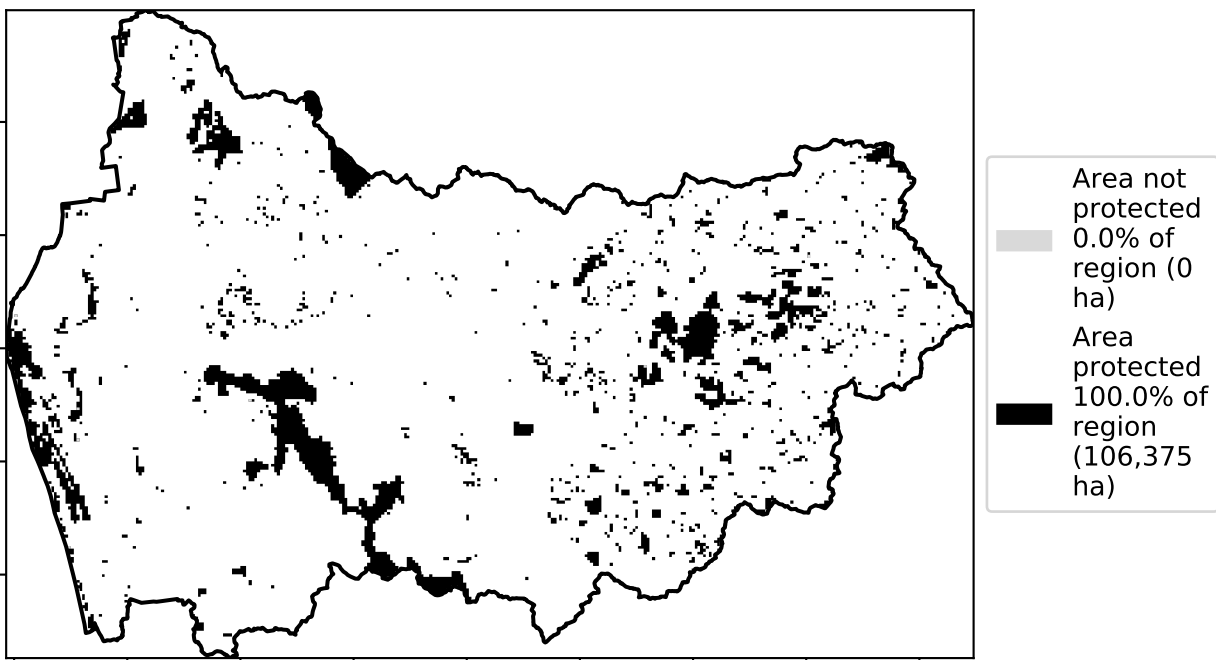 Area not
protected
0.0% of
region (0
ha)
Area
protected
100.0% of
region
(106,375
ha)